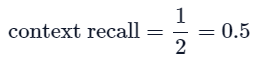 context recall = 1/2 = 0.5